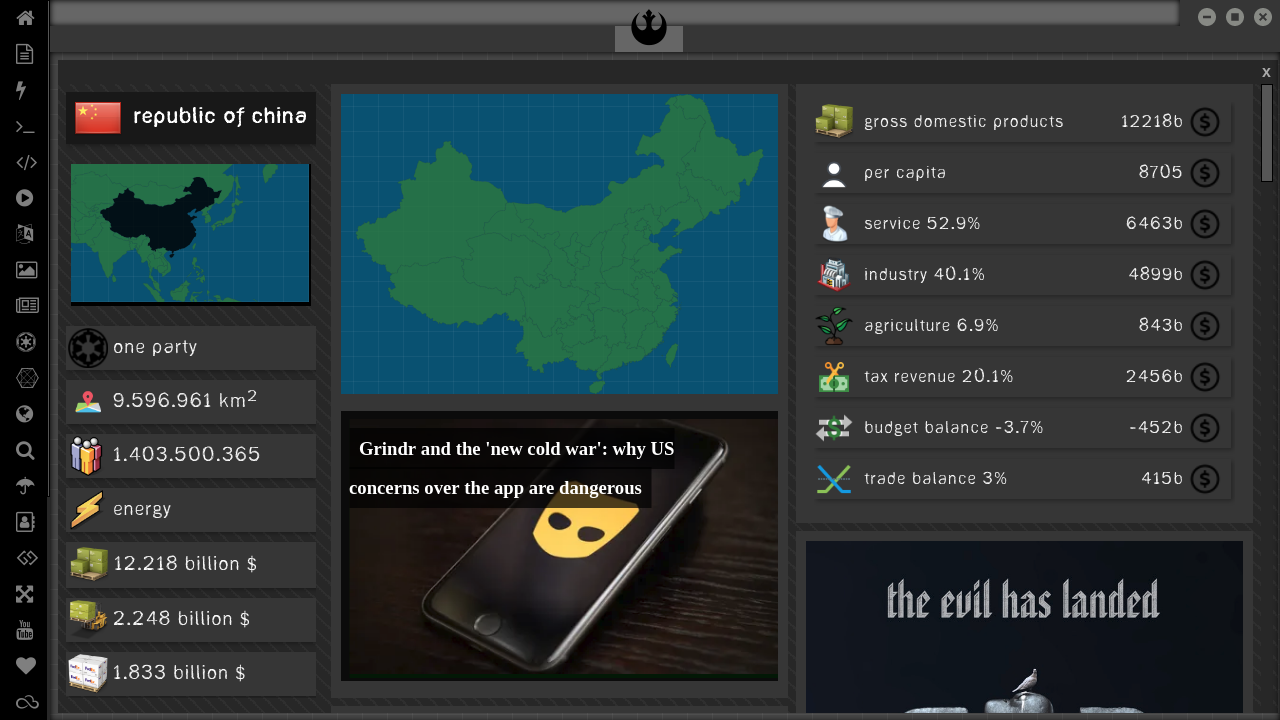 x
republic of china
one party
9.596.961 km²
1.403.500.365
energy
12.218 billion $
2.248 billion $
1.833 billion $
Grindr and the 'new cold war': why US
concerns over the app are dangerous
gross domestic products 12218b $
per capita 8705 $
service 52.9% 6463b $
industry 40.1% 4899b $
agriculture 6.9% 843b $
tax revenue 20.1% 2456b $
budget balance -3.7% -452b $
trade balance 3% 415b $
the evil has landed
You
Tube